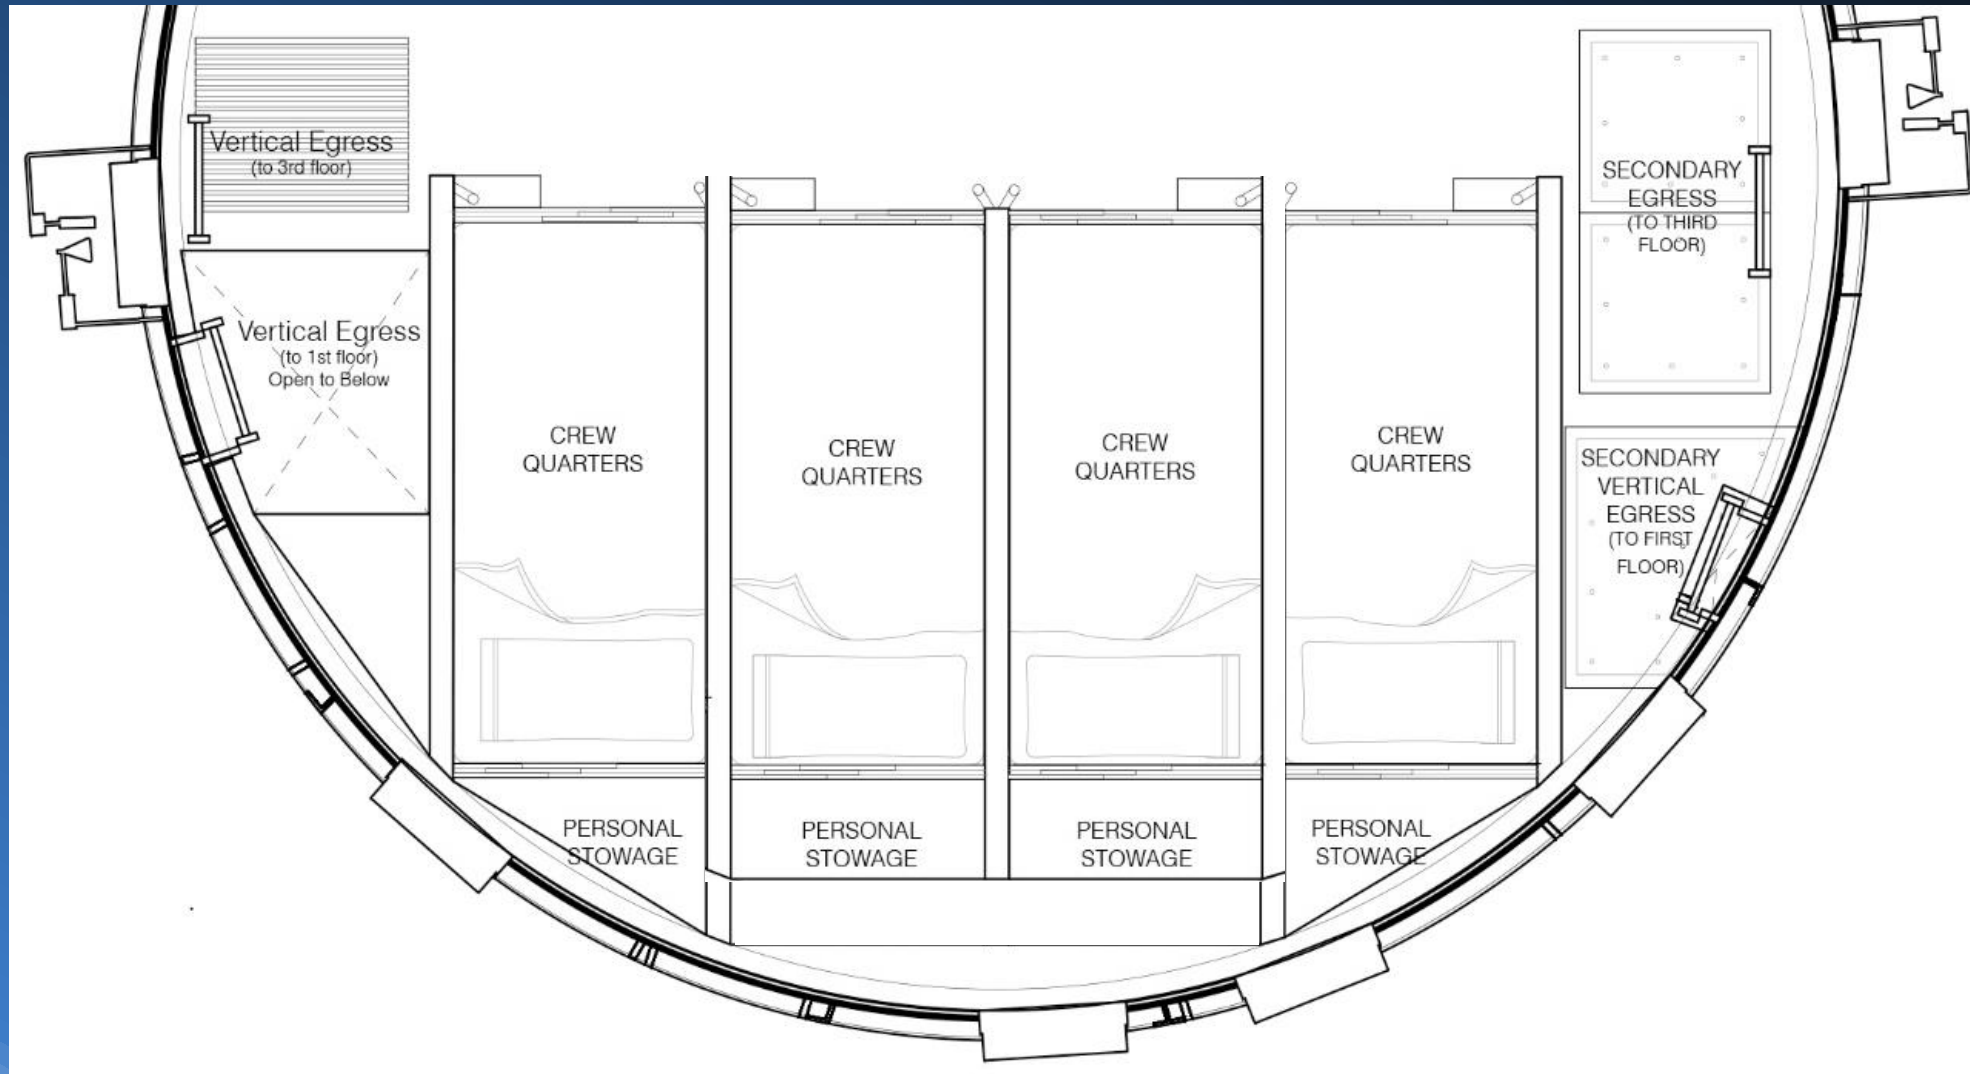 Vertical Egress
(to 3rd floor)
Vertical Egress
(to 1st floor)
Open to Below
CREW
QUARTERS
CREW
QUARTERS
CREW
QUARTERS
CREW
QUARTERS
SECONDARY
EGRESS
(TO THIRD
FLOOR)
SECONDARY
VERTICAL
EGRESS
(TO FIRST
FLOOR)
PERSONAL
STOWAGE
PERSONAL
STOWAGE
PERSONAL
STOWAGE
PERSONAL
STOWAGE